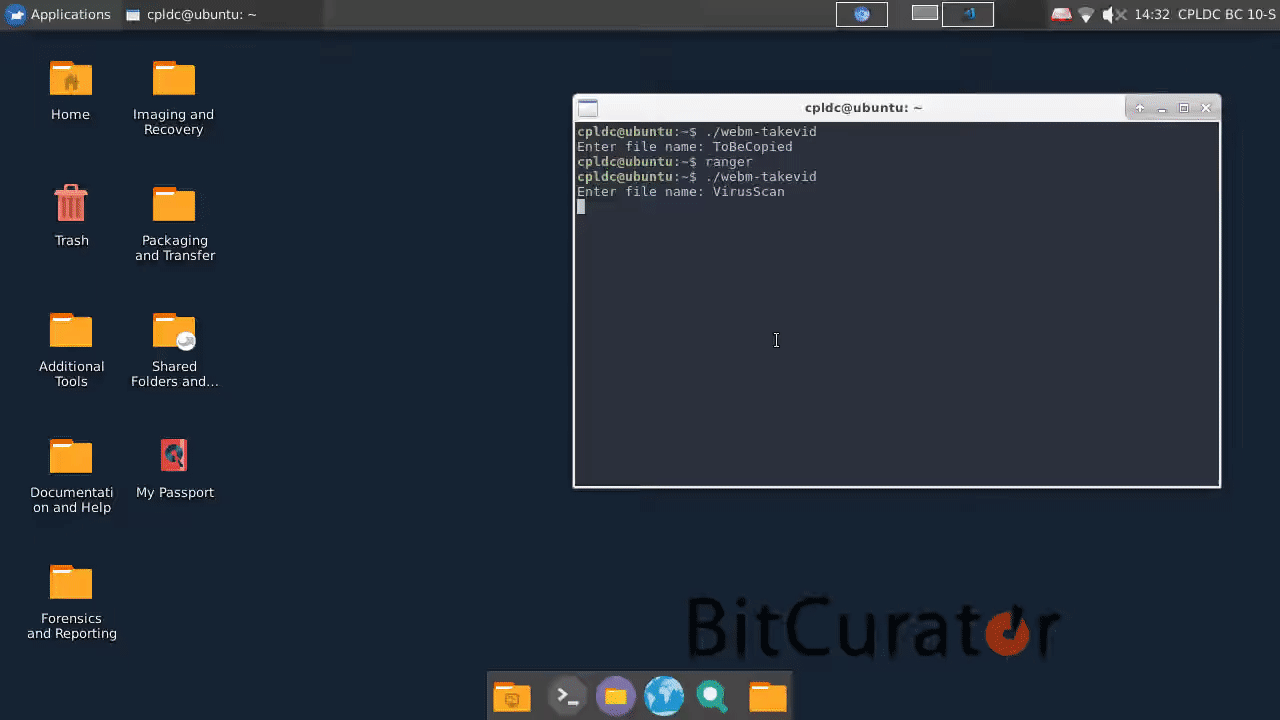 Applications
cpldc@ubuntu: ~
14:32 CPLDC BC 10-S
Home
Imaging and
Recovery
Trash
Packaging
and Transfer
Additional
Tools
Shared
Folders and...
Documentati
on and Help
My Passport
Forensics
and Reporting
cpldc@ubuntu: ~
cpldc@ubuntu:~$ ./webm-takevid
Enter file name: ToBeCopied
cpldc@ubuntu:~$ ranger
cpldc@ubuntu:~$ ./webm-takevid
Enter file name: VirusScan
BitCurator